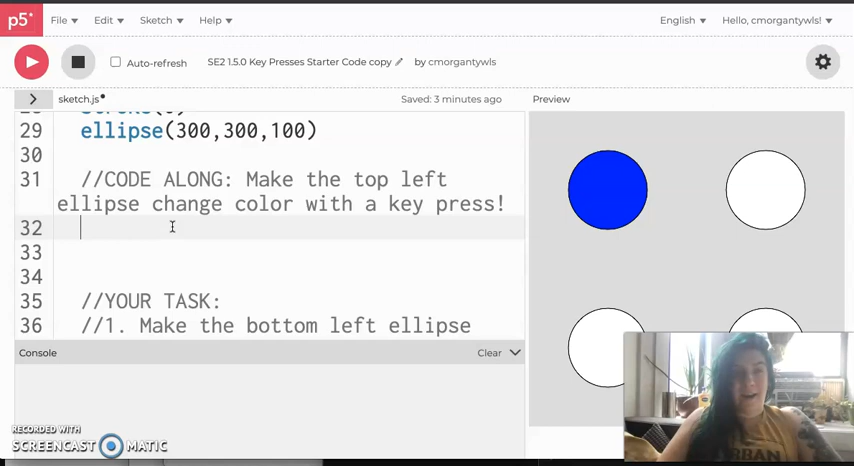 p5* File Edit Sketch Help English Hello, cmorgantywls!
Auto-refresh SE2 1.5.0 Key Presses Starter Code copy by cmorgantywls
sketch.js Saved: 3 minutes ago Preview
29 ellipse(300,300,100)
30
31 //CODE ALONG: Make the top left
ellipse change color with a key press!
32
33
34
35 //YOUR TASK:
36 //1. Make the bottom left ellipse
Console Clear
RECORDED WITH
SCREENCAST MATIC
URBAN